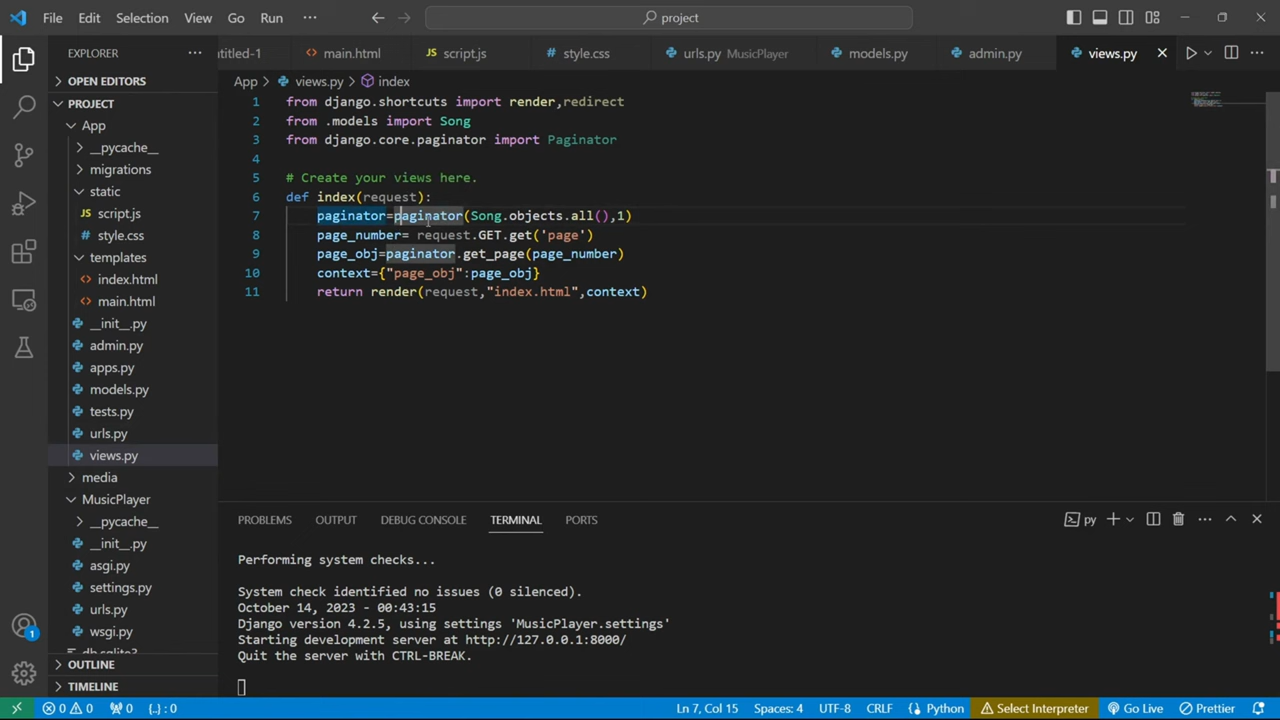 File Edit Selection View Go Run ··· project
EXPLORER ··· ntitled-1 main.html script.js style.css urls.py MusicPlayer models.py admin.py views.py
OPEN EDITORS
PROJECT
App
__pycache__
migrations
static
script.js
style.css
templates
index.html
main.html
__init__.py
admin.py
apps.py
models.py
tests.py
urls.py
views.py
media
MusicPlayer
__pycache__
__init__.py
asgi.py
settings.py
urls.py
wsgi.py
db.sqlite3
OUTLINE
TIMELINE
App > views.py > index
1 from django.shortcuts import render,redirect
2 from .models import Song
3 from django.core.paginator import Paginator
4
5 # Create your views here.
6 def index(request):
7 paginator=paginator(Song.objects.all(),1)
8 page_number= request.GET.get('page')
9 page_obj=paginator.get_page(page_number)
10 context={"page_obj":page_obj}
11 return render(request,"index.html",context)
PROBLEMS OUTPUT DEBUG CONSOLE TERMINAL PORTS py
Performing system checks...
System check identified no issues (0 silenced).
October 14, 2023 - 00:43:15
Django version 4.2.5, using settings 'MusicPlayer.settings'
Starting development server at http://127.0.0.1:8000/
Quit the server with CTRL-BREAK.
1
0 0 0 {..} : 0 Ln 7, Col 15 Spaces: 4 UTF-8 CRLF Python Select Interpreter Go Live Prettier